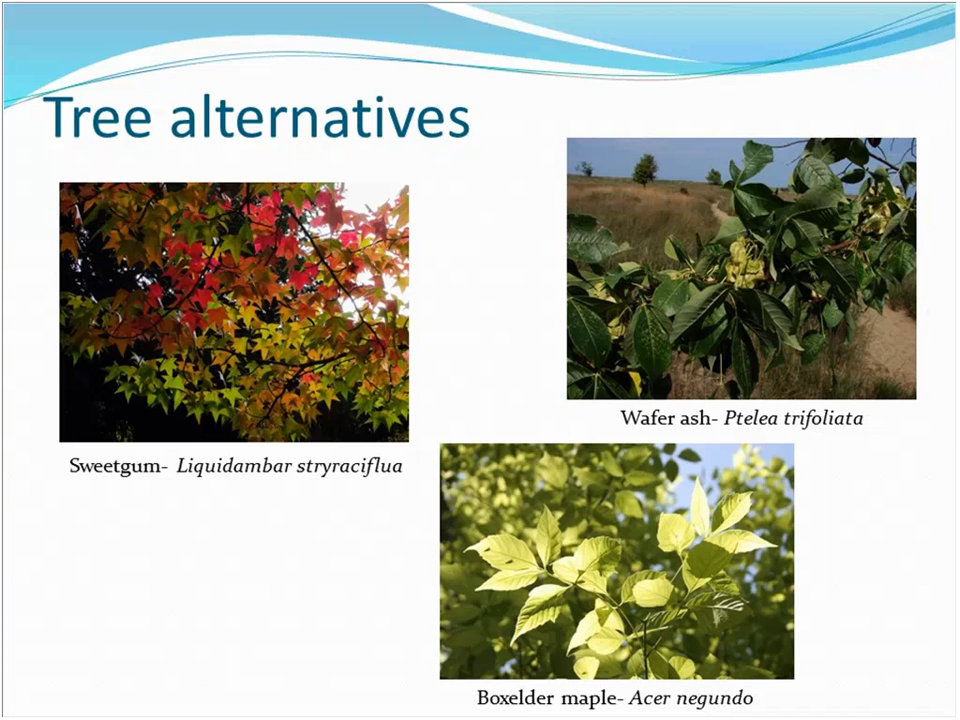 Tree alternatives
Sweetgum- Liquidambar stryraciflua
Wafer ash- Ptelea trifoliata
Boxelder maple- Acer negundo